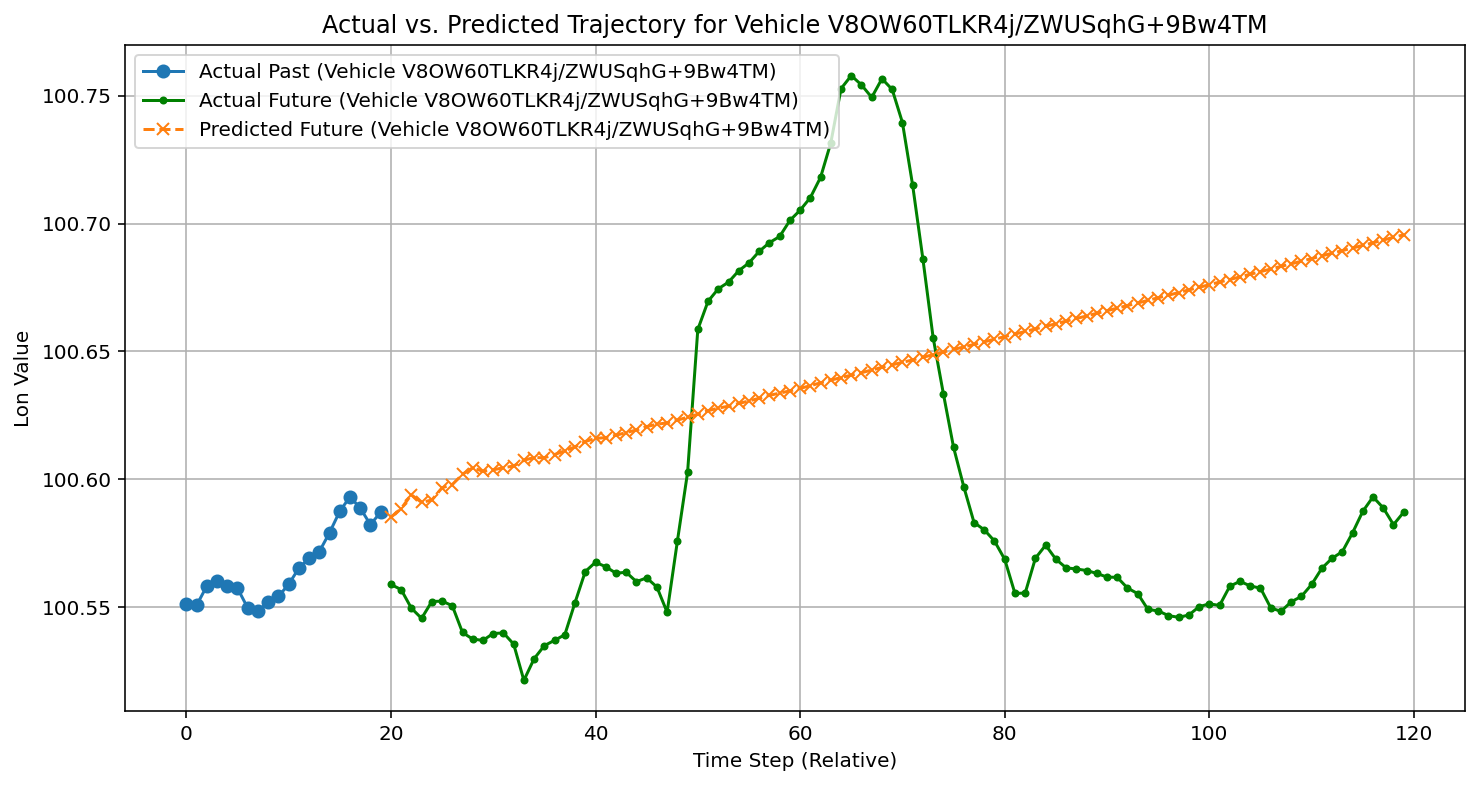 Actual vs. Predicted Trajectory for Vehicle V8OW60TLKR4j/ZWUSqhG+9Bw4TM
Actual Past (Vehicle V8OW60TLKR4j/ZWUSqhG+9Bw4TM)
Actual Future (Vehicle V8OW60TLKR4j/ZWUSqhG+9Bw4TM)
Predicted Future (Vehicle V8OW60TLKR4j/ZWUSqhG+9Bw4TM)
Lon Value
100.75
100.70
100.65
100.60
100.55
0 20 40 60 80 100 120
Time Step (Relative)